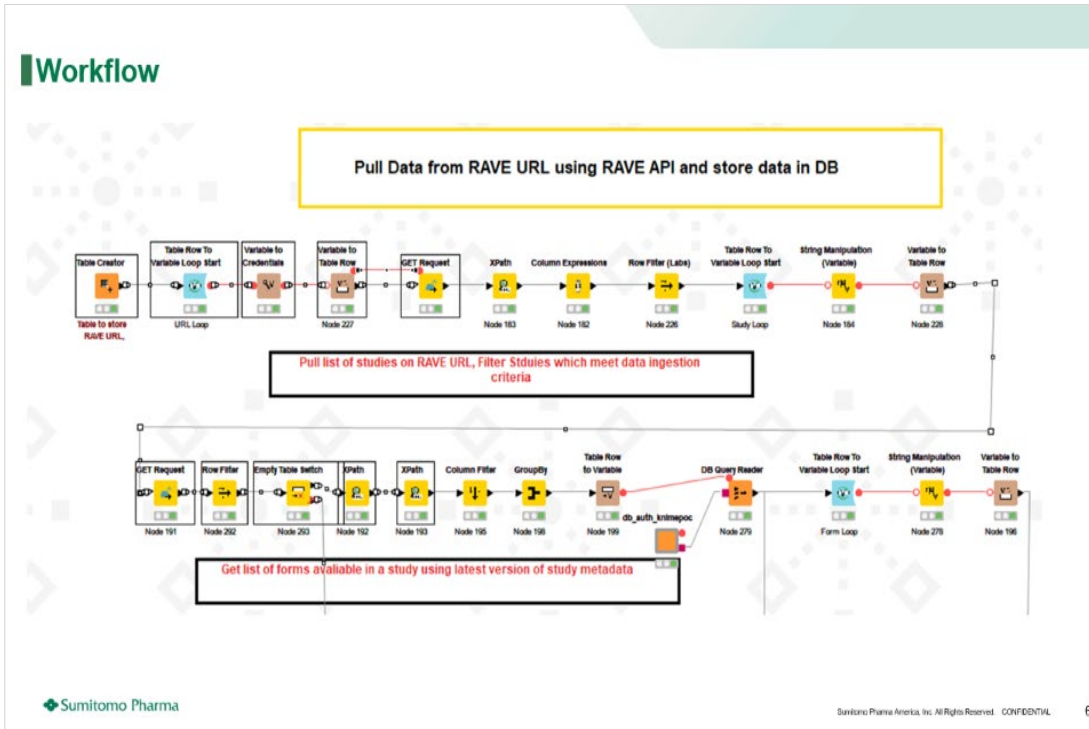 Workflow
Pull Data from RAVE URL using RAVE API and store data in DB
Table Creator
Table Row To
Variable Loop Start
Variable to
Credentials
Variable to
Table Row
GET Request
XPath
Column Expressions
Row Filter (Labs)
Table Row To
Variable Loop Start
String Manipulation
(Variable)
Variable to
Table Row
Table to store
RAVE URL,
URL Loop
Node 227
Node 183
Node 182
Node 226
Study Loop
Node 184
Node 228
Pull list of studies on RAVE URL, Filter Stduies which meet data ingestion
criteria
GET Request
Row Filter
Empty Table Switch
XPath
XPath
Column Filter
GroupBy
Table Row
to Variable
DB Query Reader
Table Row To
Variable Loop Start
String Manipulation
(Variable)
Variable to
Table Row
db_auth_knimepoc
Node 191
Node 292
Node 293
Node 192
Node 193
Node 195
Node 198
Node 199
Node 279
Form Loop
Node 278
Node 196
Get list of forms avaliable in a study using latest version of study metadata
Sumitomo Pharma
Sumitomo Pharma America, Inc. All Rights Reserved. CONFIDENTIAL
6